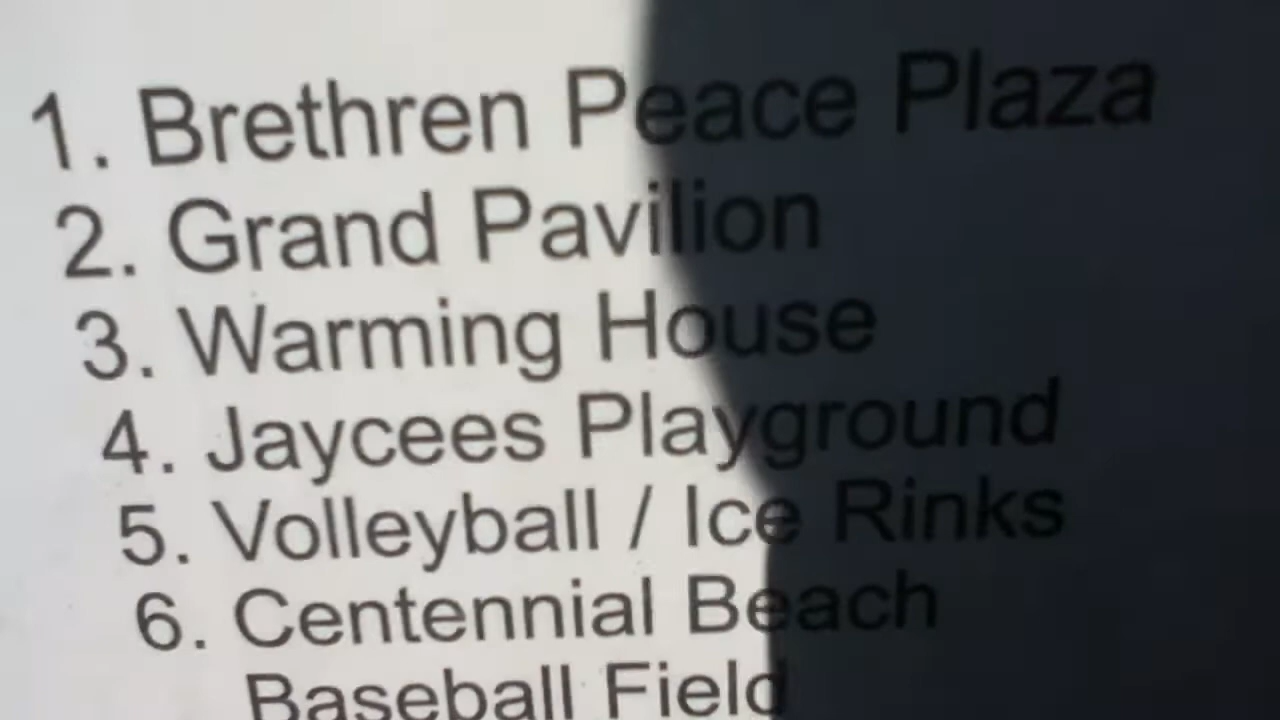 1. Brethren Peace Plaza
2. Grand Pavilion
3. Warming House
4. Jaycees Playground
5. Volleyball / Ice Rinks
6. Centennial Beach
Baseball Field